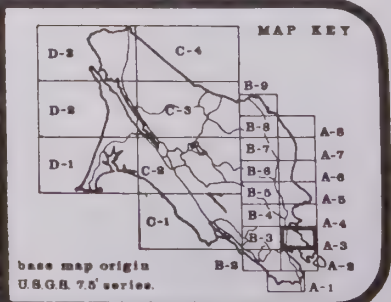 MAP KEY
D-3
C-4
D-2
C-3
B-9
B-8
A-8
B-7
A-7
D-1
C-2
B-6
A-6
B-5
A-5
C-1
B-4
A-4
B-3
A-3
B-2
A-2
A-1
base map origin
U.S.G.S. 7.5' series.